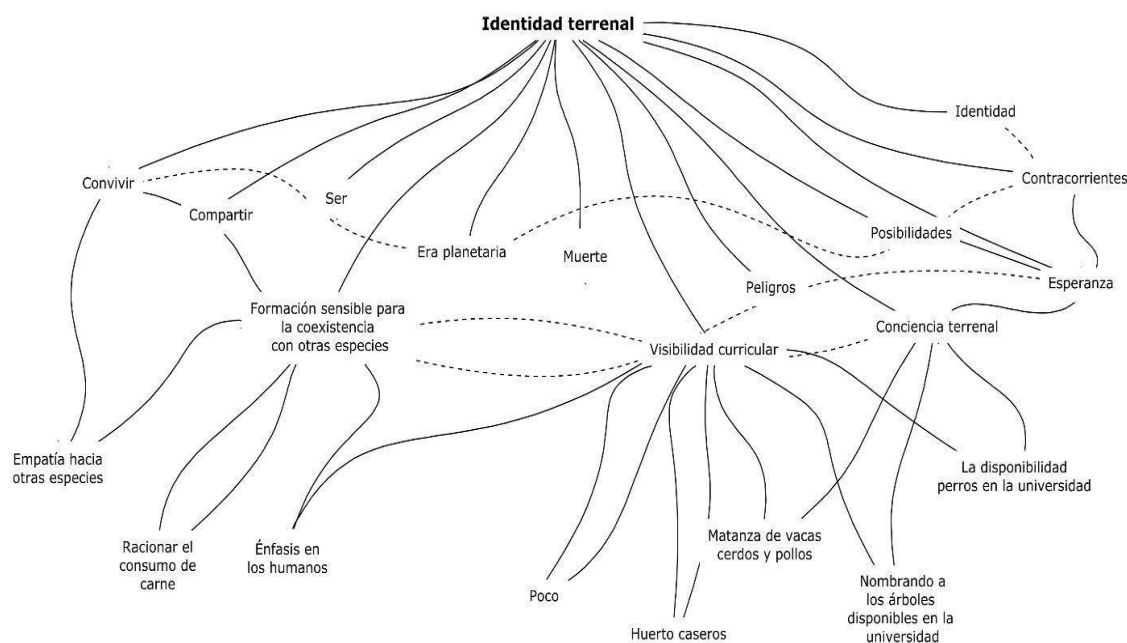 Identidad terrenal
Identidad
Convivir
Contracorrientes
Ser
Compartir
Posibilidades
Era planetaria
Muerte
Peligros
Esperanza
Formación sensible para
la coexistencia
con otras especies
Conciencia terrenal
Visibilidad curricular
Empatía hacia
otras especies
La disponibilidad
perros en la universidad
Racionar el
consumo de
carne
Énfasis en
los humanos
Matanza de vacas
cerdos y pollos
Poco
Nombrando a
los árboles
disponibles en la
universidad
Huerto caseros